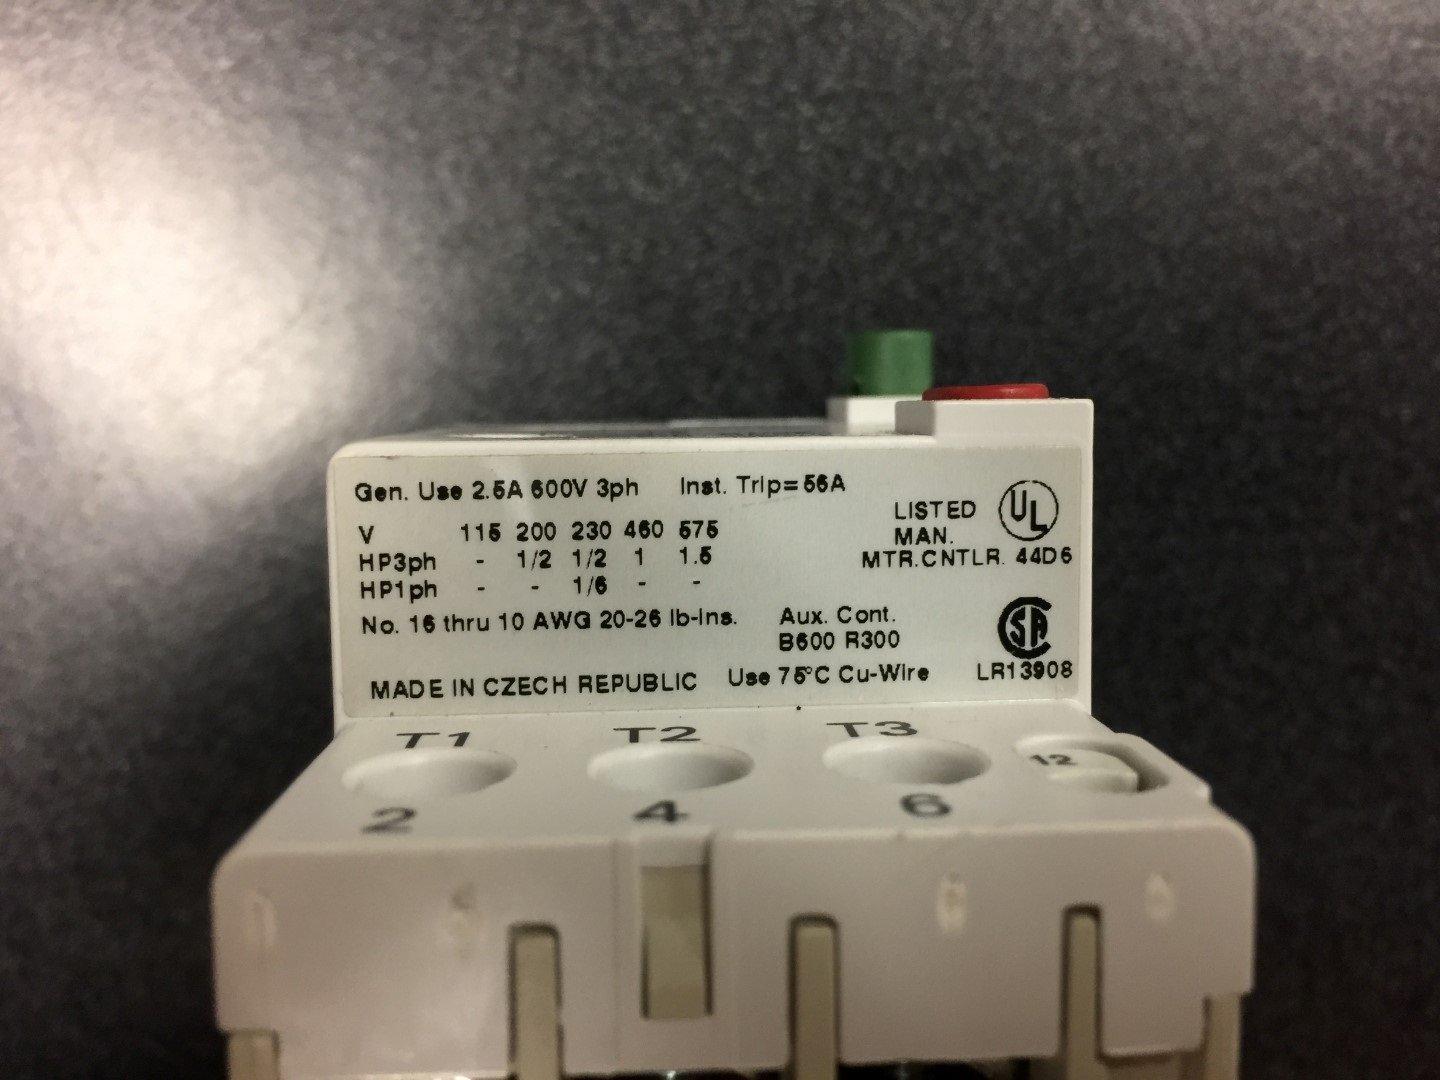 Gen. Use 2.5A 600V 3ph Inst. Trip=56A
V 115 200 230 460 575
HP3ph - 1/2 1/2 1 1.5
HP1ph - - 1/6 - -
No. 16 thru 10 AWG 20-26 lb-ins.
Aux. Cont.
B600 R300
MADE IN CZECH REPUBLIC Use 75°C Cu-Wire
LISTED
MAN.
MTR.CNTLR. 44D6
UL
SA
LR13908
T1 T2 T3 12
2 4 6